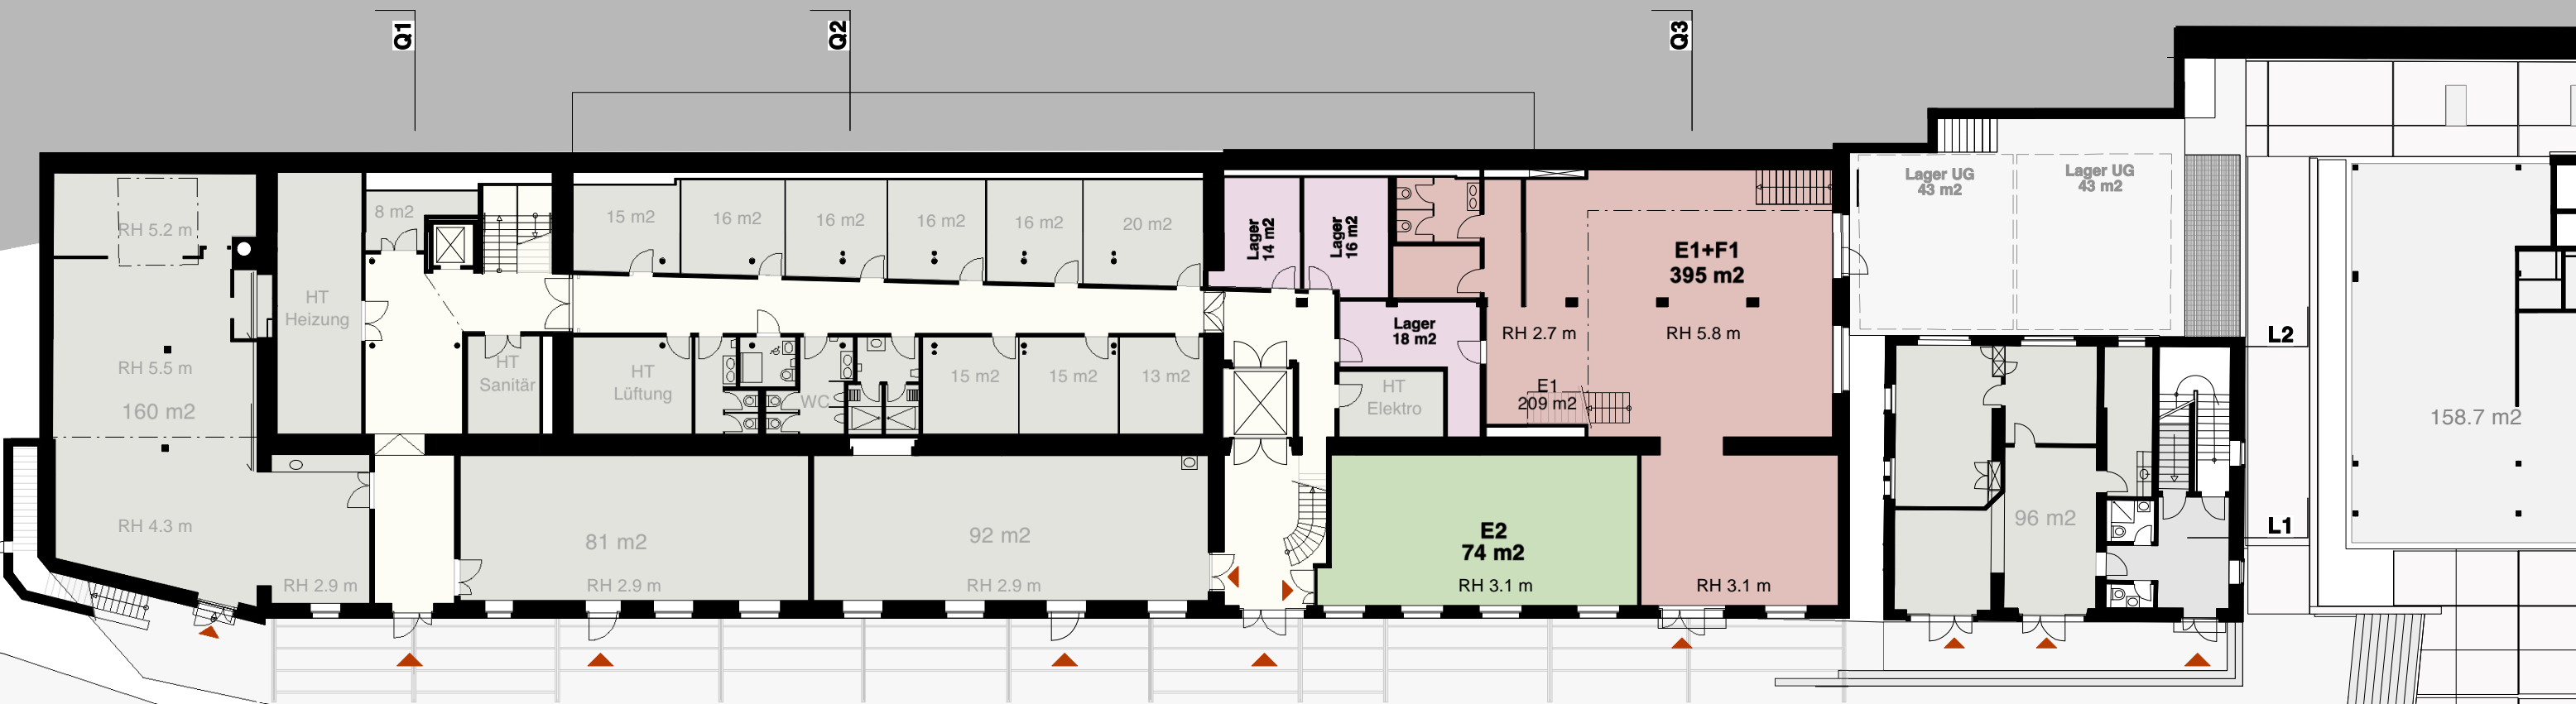 Q1
Q2
Q3
RH 5.2 m
8 m2
15 m2
16 m2
16 m2
16 m2
16 m2
20 m2
Lager
14 m2
Lager
16 m2
E1+F1
395 m2
Lager UG
43 m2
Lager UG
43 m2
HT
Heizung
RH 5.5 m
160 m2
HT
Sanitär
HT
Lüftung
WC
15 m2
15 m2
13 m2
Lager
18 m2
HT
Elektro
RH 2.7 m
RH 5.8 m
E1
209 m2
L2
158.7 m2
RH 4.3 m
RH 2.9 m
81 m2
RH 2.9 m
92 m2
RH 2.9 m
E2
74 m2
RH 3.1 m
RH 3.1 m
96 m2
L1